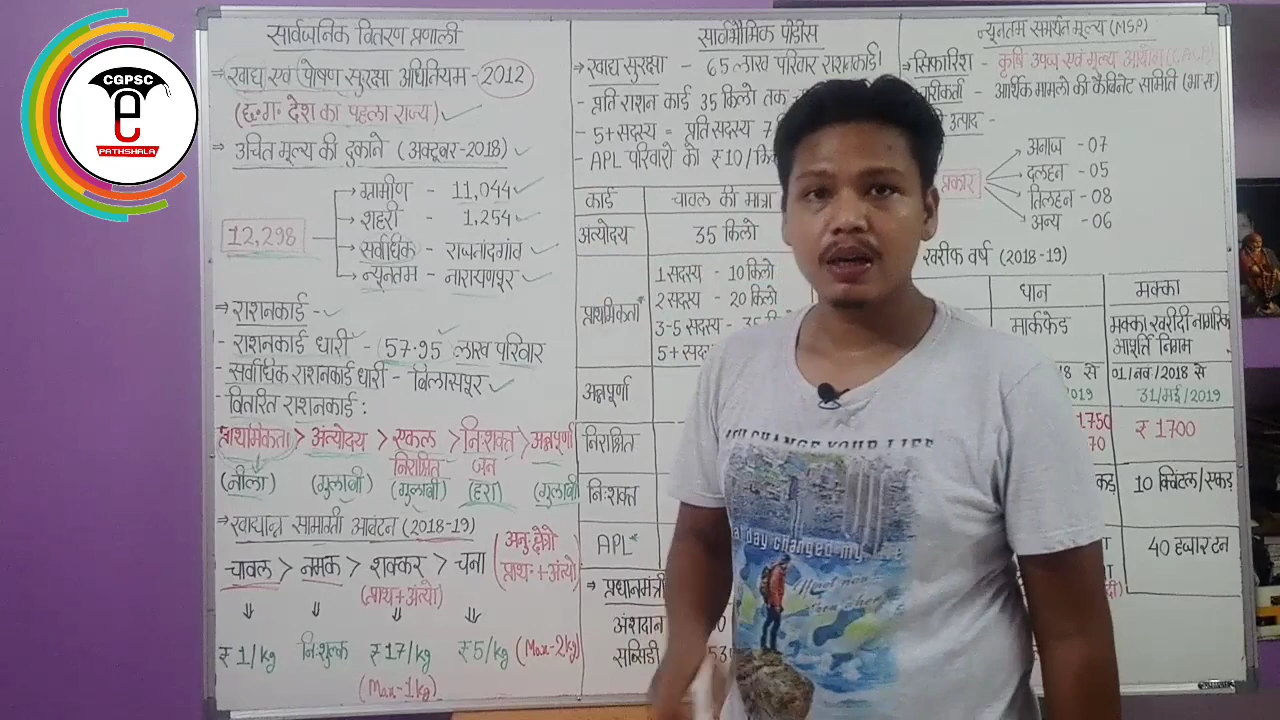 CGPSC
e
PATHSHALA
सार्वजनिक वितरण प्रणाली
⇒ खाद्य एवं पोषण सुरक्षा अधिनियम - 2012
(छ.ग. देश का पहला राज्य) ✓
⇒ उचित मूल्य की दुकाने (अक्टूबर-2018) ✓
12,298
ग्रामीण - 11,044 ✓
शहरी - 1,254 ✓
सर्वाधिक - राजनांदगांव ✓
न्यूनतम - नारायणपुर ✓
⇒ राशनकार्ड - ✓
- राशनकार्ड धारी - (57.95 लाख परिवार
- सर्वाधिक राशनकार्ड धारी - बिलासपुर ✓
- वितरित राशनकार्ड :
प्राथमिकता > अंत्योदय > एकल निराश्रित > निःशक्त जन > अन्नपूर्णा
(नीला) (गुलाबी) (गुलाबी) (हरा) (गुलाबी)
⇒ खाद्यान्न सामाग्री आबंटन (2018-19)
चावल > नमक > शक्कर > चना (अनु. क्षेत्रो प्राथ. + अंत्यो)
(प्राथ + अंत्यो)
₹ 1/kg निःशुल्क ₹ 17/kg ₹ 5/kg (Max-2kg)
(Max-1kg)
सार्वभौमिक पीडीस
⇒ खाद्य सुरक्षा - 65 लाख परिवार राशनकार्ड
- प्रति राशन कार्ड 35 किलो तक
- 5+ सदस्य = प्रति सदस्य 7
- APL परिवारो को ₹10/
कार्ड चावल की मात्रा
अंत्योदय 35 किलो
प्राथमिकता
1 सदस्य - 10 किलो
2 सदस्य - 20 किलो
3-5 सदस्य - 35
5+
अन्नपूर्णा
निराश्रित
निःशक्त
APL
⇒ प्रधानमंत्री
अंशदान
सब्सिडी
न्यूनतम समर्थन मूल्य (MSP)
⇒ सिफारिश - कृषि उपज एवं मूल्य आयोग (CACP)
- आर्थिक मामलो की कैबिनेट समिति (भा.स)
उत्पाद -
प्रकार
अनाज - 07
दलहन - 05
तिलहन - 08
अन्य - 06
खरीफ वर्ष (2018-19)
धान मक्का
मार्कफेड मक्का खरीदी नागरिक आपूर्ति निगम
01/नव/2018 से
31/मई/2019
1750
₹ 1700
10 क्विंटल/एकड़
40 हजार टन